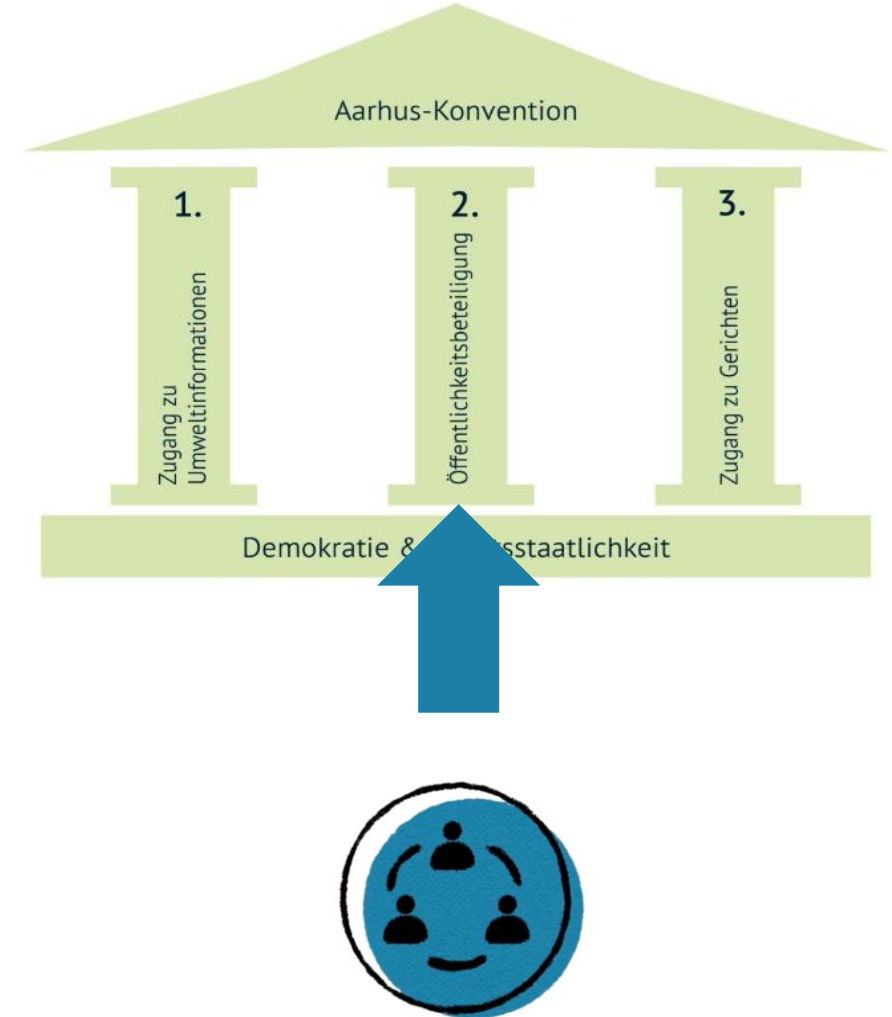 Aarhus-Konvention
1.
Zugang zu
Umweltinformationen
2.
Öffentlichkeitsbeteiligung
3.
Zugang zu Gerichten
Demokratie & sstaatlichkeit